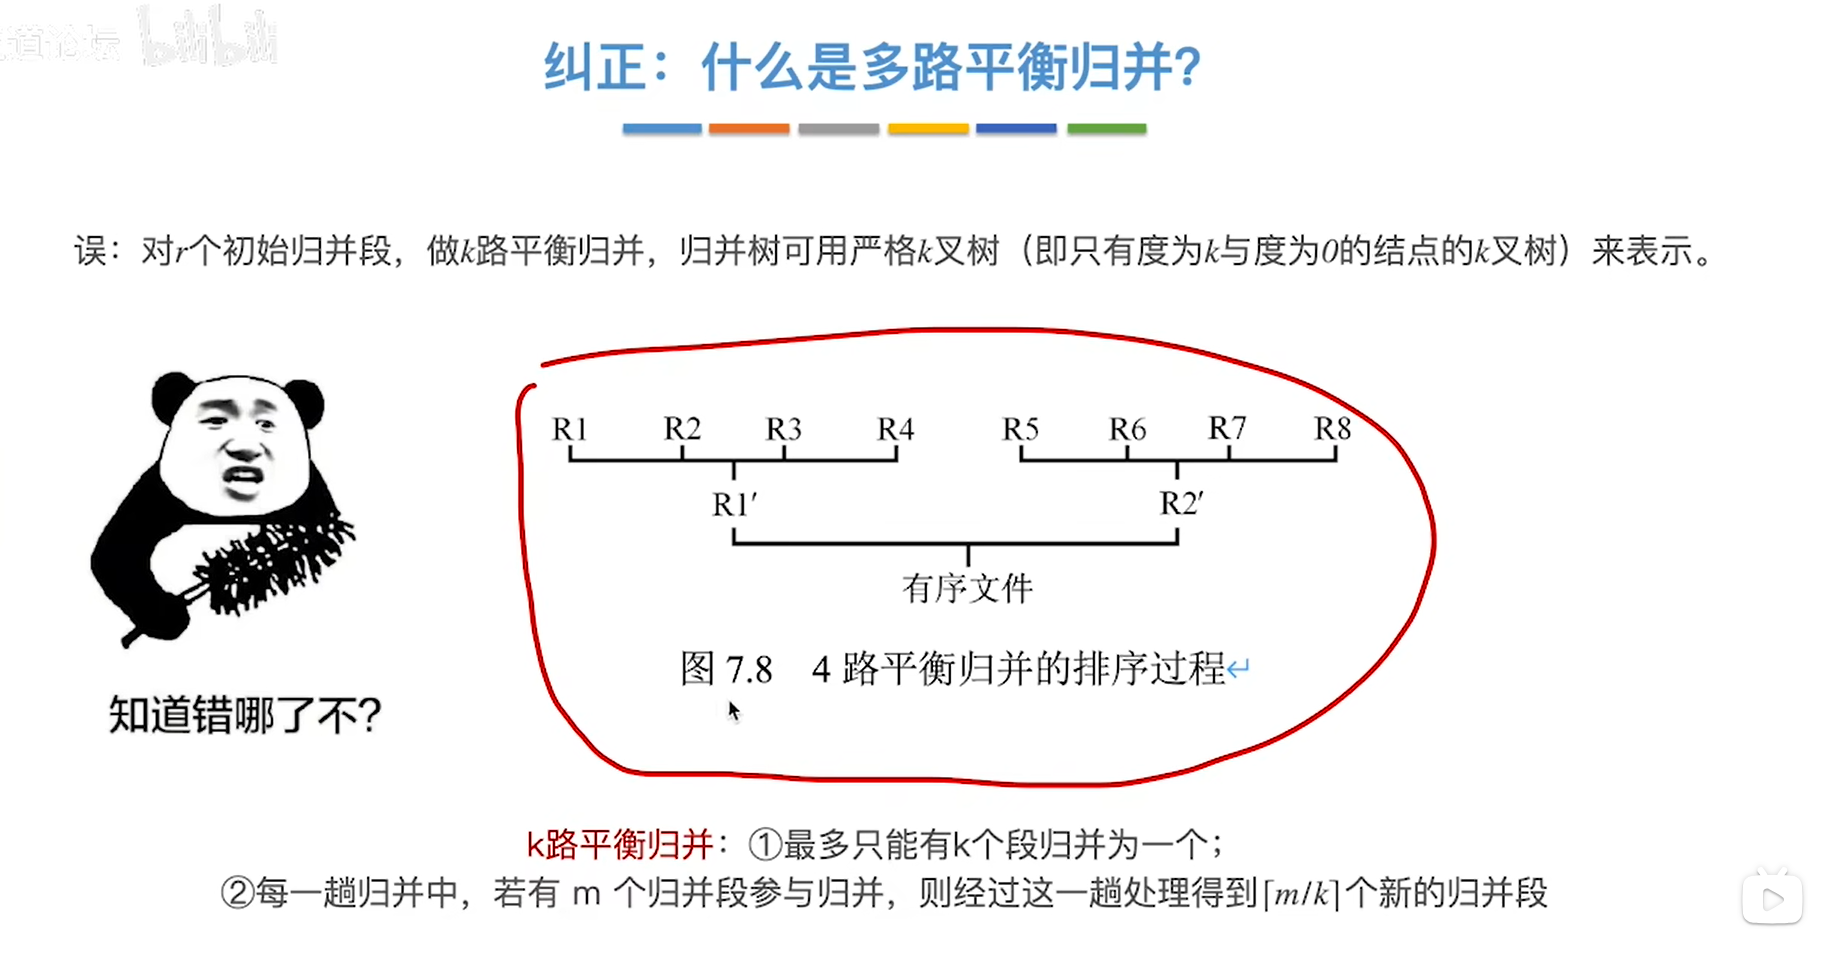 道论坛 bilibili
纠正：什么是多路平衡归并？
误：对r个初始归并段，做k路平衡归并，归并树可用严格k叉树（即只有度为k与度为0的结点的k叉树）来表示。
R1 R2 R3 R4 R5 R6 R7 R8
R1′ R2′
有序文件
图 7.8 4 路平衡归并的排序过程↵
知道错哪了不？
k路平衡归并：①最多只能有k个段归并为一个；
②每一趟归并中，若有 m 个归并段参与归并，则经过这一趟处理得到⌈m/k⌉个新的归并段